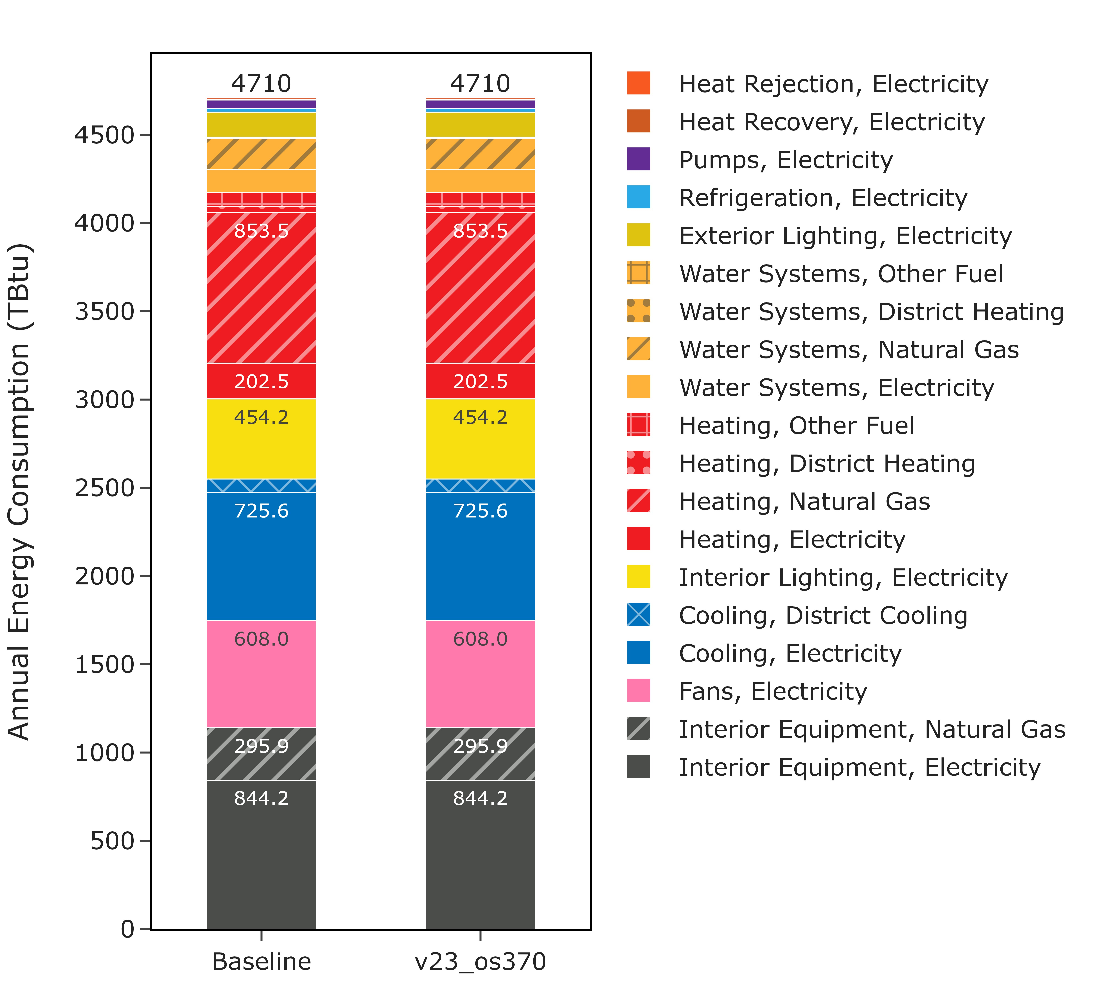 Annual Energy Consumption (TBtu)
4500
4000
3500
3000
2500
2000
1500
1000
500
0
4710
853.5
202.5
454.2
725.6
608.0
295.9
844.2
Baseline
4710
853.5
202.5
454.2
725.6
608.0
295.9
844.2
v23_os370
Heat Rejection, Electricity
Heat Recovery, Electricity
Pumps, Electricity
Refrigeration, Electricity
Exterior Lighting, Electricity
Water Systems, Other Fuel
Water Systems, District Heating
Water Systems, Natural Gas
Water Systems, Electricity
Heating, Other Fuel
Heating, District Heating
Heating, Natural Gas
Heating, Electricity
Interior Lighting, Electricity
Cooling, District Cooling
Cooling, Electricity
Fans, Electricity
Interior Equipment, Natural Gas
Interior Equipment, Electricity